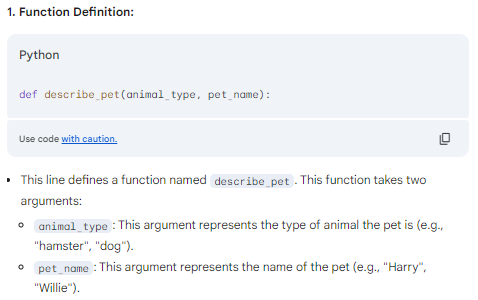 1. Function Definition:
Python
def describe_pet(animal_type, pet_name):
Use code with caution.
• This line defines a function named describe_pet. This function takes two
arguments:
○ animal_type: This argument represents the type of animal the pet is (e.g.,
"hamster", "dog").
○ pet_name: This argument represents the name of the pet (e.g., "Harry",
"Willie").